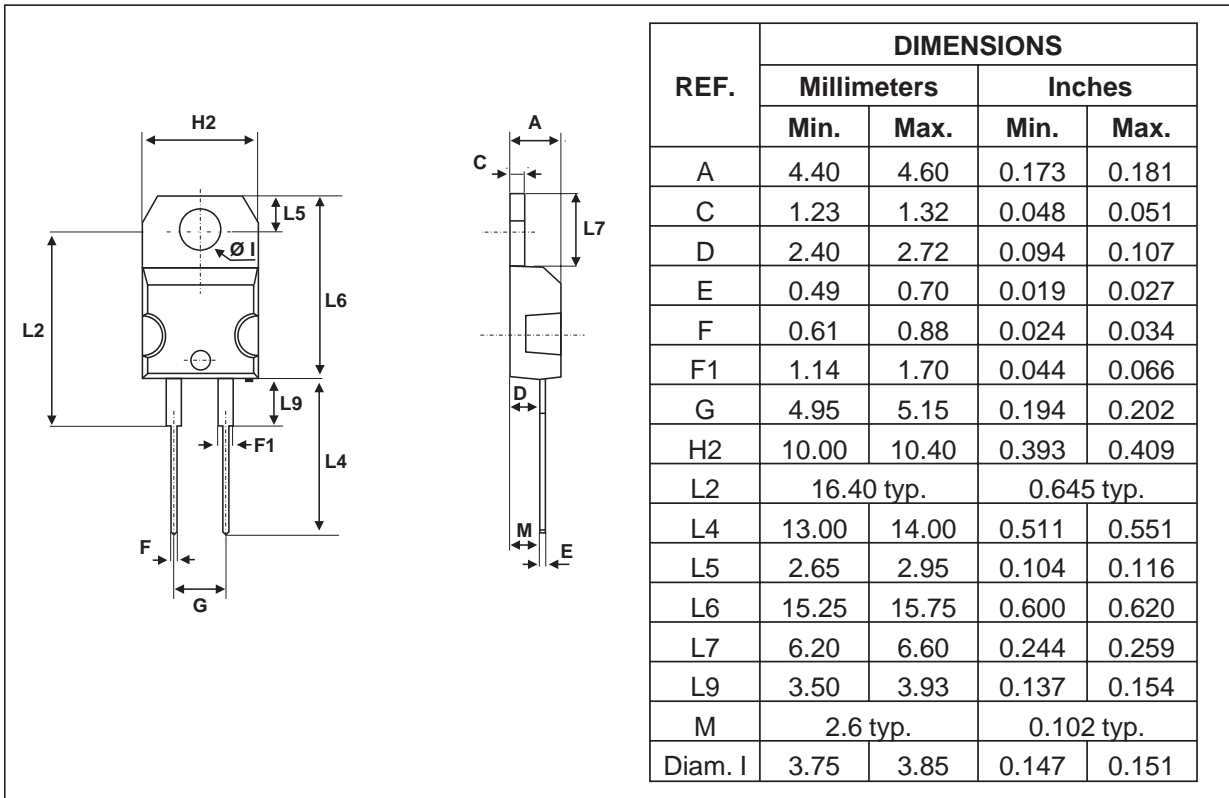 H2
A
C
L5
L7
Ø I
L6
L2
D
L9
F1
L4
F
M
E
G
DIMENSIONS
REF. Millimeters Inches
Min. Max. Min. Max.
A 4.40 4.60 0.173 0.181
C 1.23 1.32 0.048 0.051
D 2.40 2.72 0.094 0.107
E 0.49 0.70 0.019 0.027
F 0.61 0.88 0.024 0.034
F1 1.14 1.70 0.044 0.066
G 4.95 5.15 0.194 0.202
H2 10.00 10.40 0.393 0.409
L2 16.40 typ. 0.645 typ.
L4 13.00 14.00 0.511 0.551
L5 2.65 2.95 0.104 0.116
L6 15.25 15.75 0.600 0.620
L7 6.20 6.60 0.244 0.259
L9 3.50 3.93 0.137 0.154
M 2.6 typ. 0.102 typ.
Diam. I 3.75 3.85 0.147 0.151